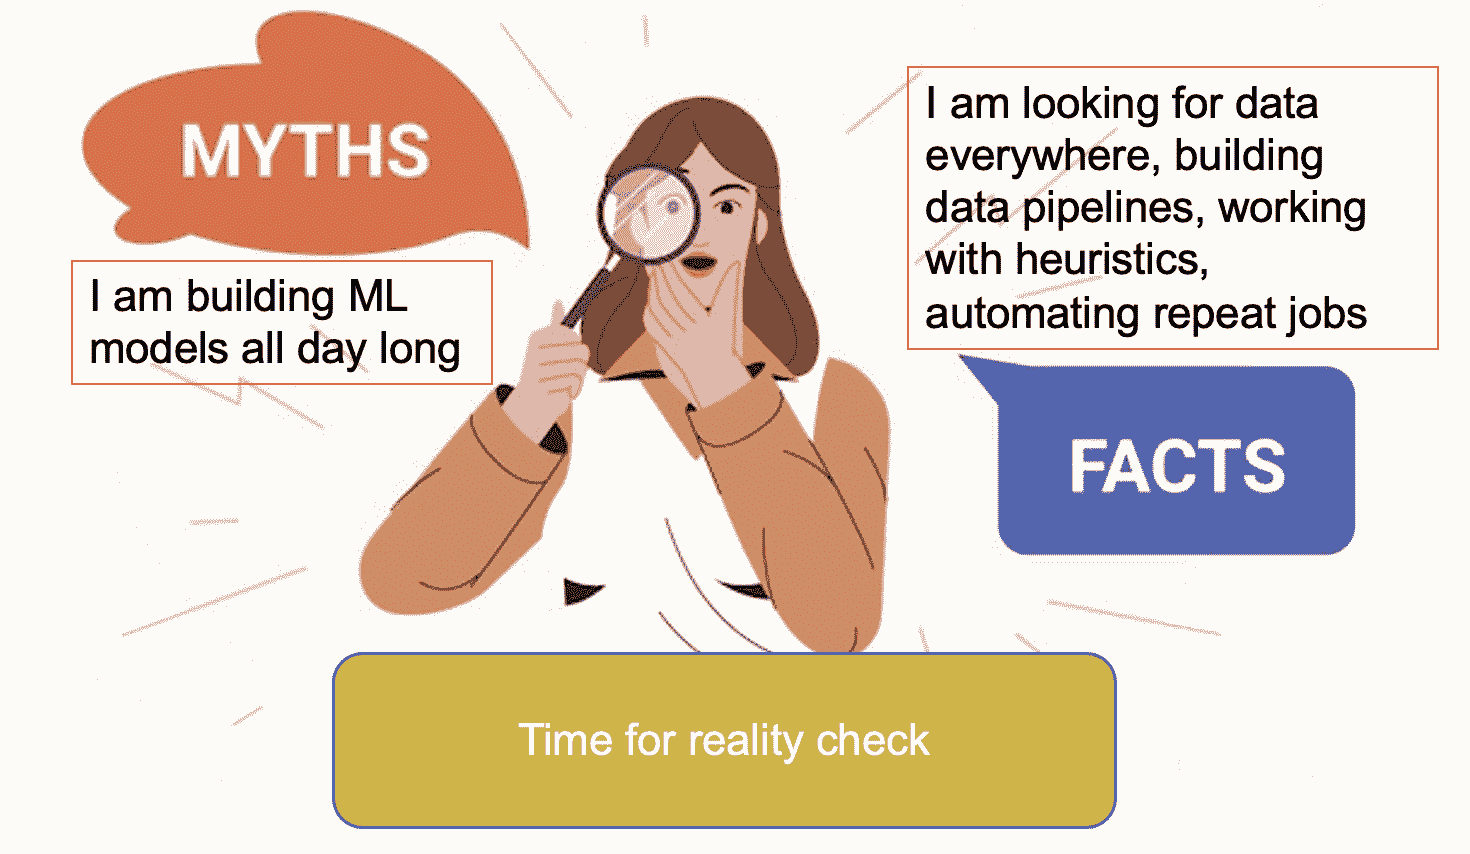 MYTHS
I am building ML
models all day long
I am looking for data
everywhere, building
data pipelines, working
with heuristics,
automating repeat jobs
FACTS
Time for reality check